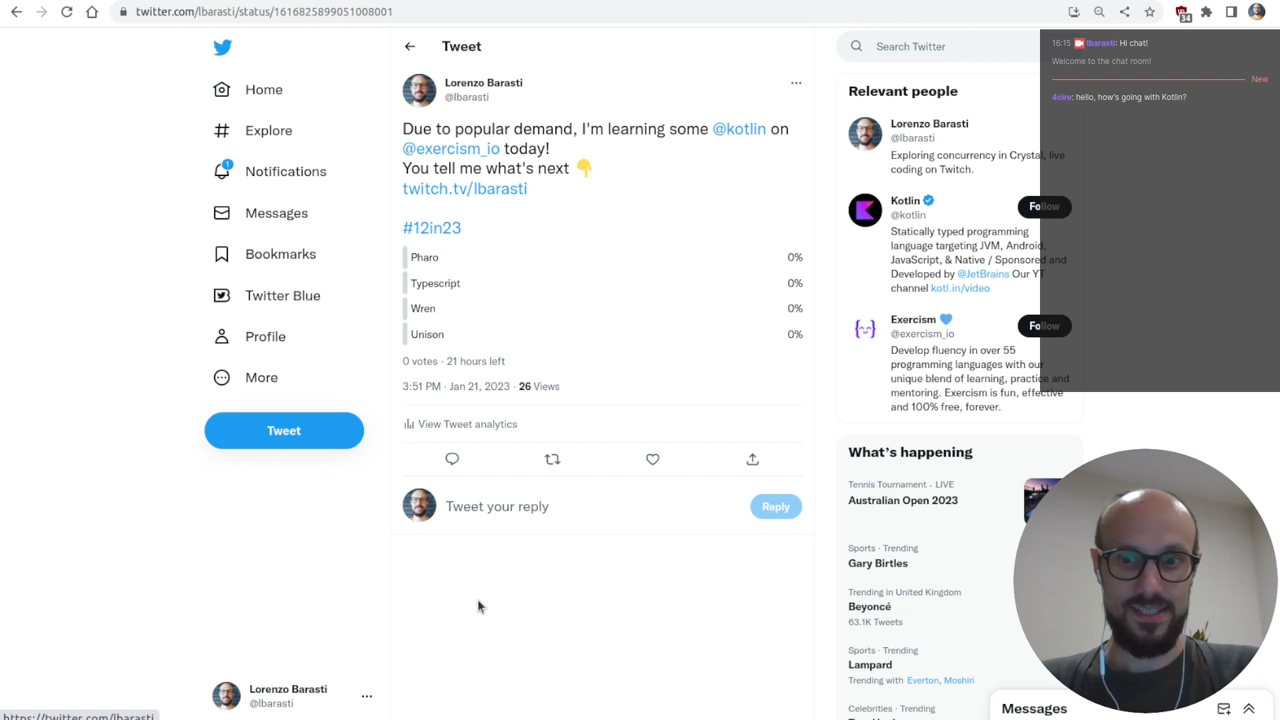 twitter.com/lbarasti/status/1616825899051008001
34
Home
Explore
1
Notifications
Messages
Bookmarks
Twitter Blue
Profile
More
Tweet
Lorenzo Barasti
@lbarasti
https://twitter.com/lbarasti
Tweet
Lorenzo Barasti
@lbarasti
Due to popular demand, I'm learning some @kotlin on
@exercism_io today!
You tell me what's next 👇
twitch.tv/lbarasti
#12in23
Pharo 0%
Typescript 0%
Wren 0%
Unison 0%
0 votes · 21 hours left
3:51 PM · Jan 21, 2023 · 26 Views
View Tweet analytics
Tweet your reply
Reply
Search Twitter
Relevant people
Lorenzo Barasti
@lbarasti
Exploring concurrency in Crystal, live
coding on Twitch.
Kotlin
@kotlin
Follow
Statically typed programming
language targeting JVM, Android,
JavaScript, & Native / Sponsored and
Developed by @JetBrains Our YT
channel kotl.in/video
Exercism 💙
@exercism_io
Follow
Develop fluency in over 55
programming languages with our
unique blend of learning, practice and
mentoring. Exercism is fun, effective
and 100% free, forever.
What's happening
Tennis Tournament · LIVE
Australian Open 2023
Sports · Trending
Gary Birtles
Trending in United Kingdom
Beyoncé
63.1K Tweets
Sports · Trending
Lampard
Trending with Everton, Moshiri
Celebrities · Trending
Messages
16:15 lbarasti: Hi chat!
Welcome to the chat room!
New
4cire: hello, how's going with Kotlin?